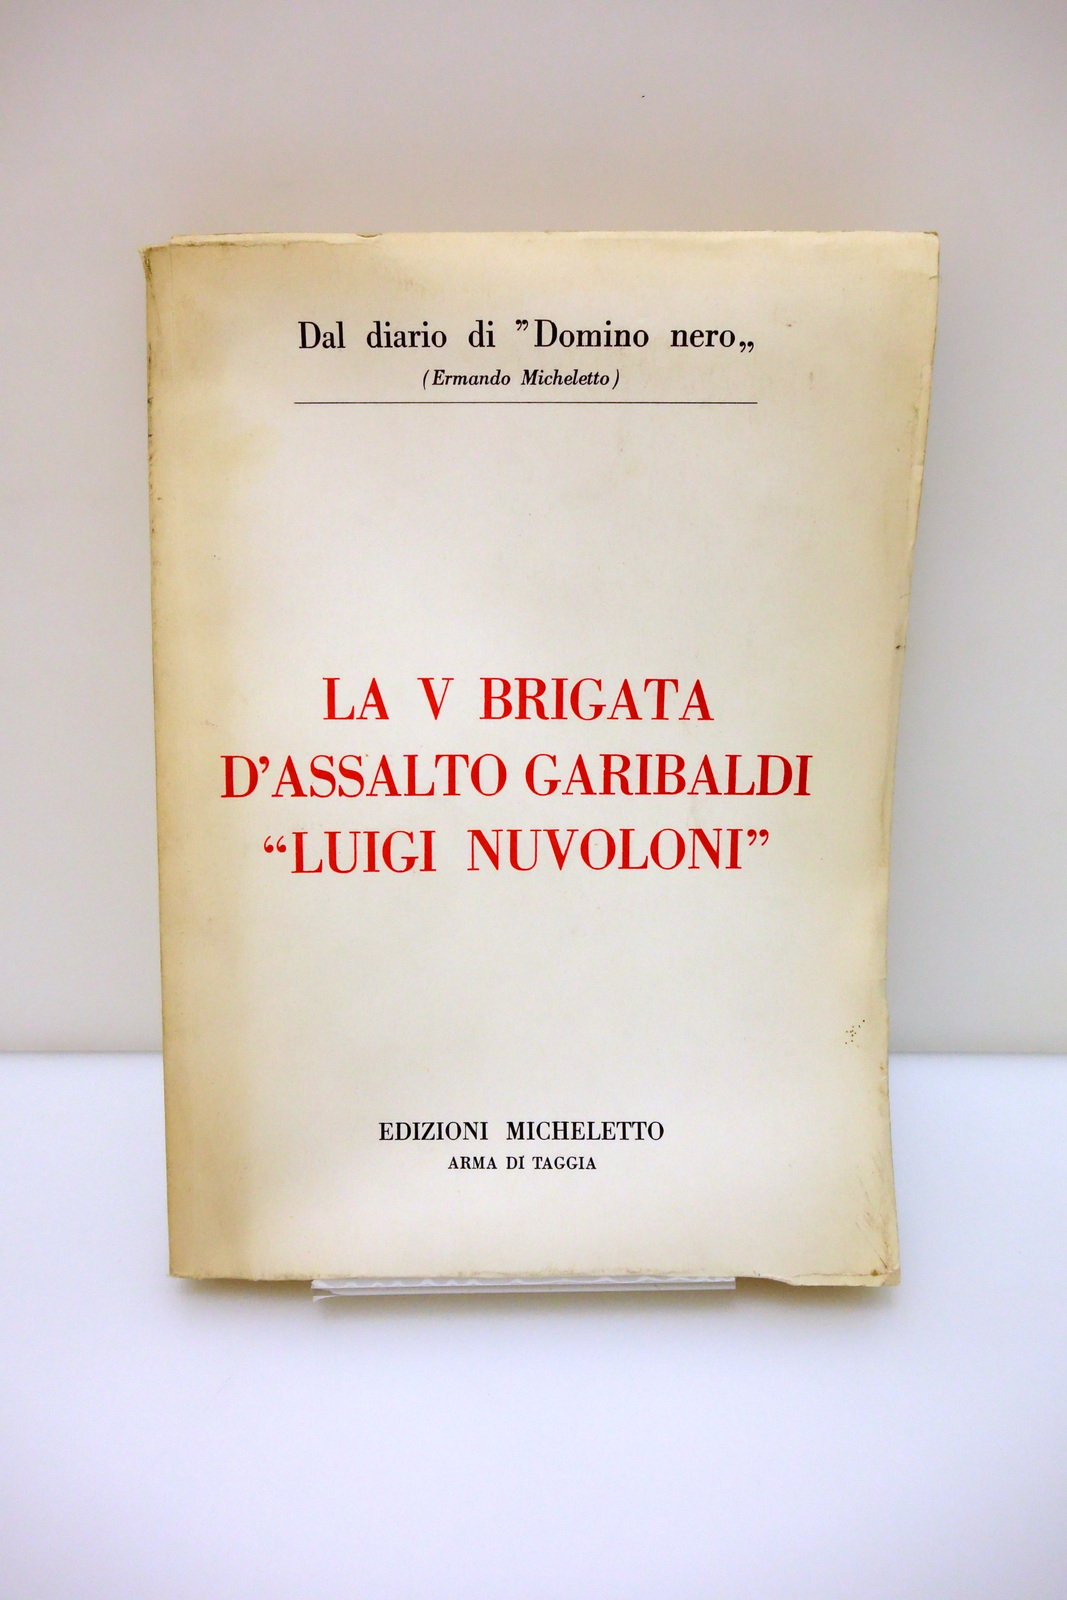 Dal diario di ”Domino nero„
(Ermando Micheletto)
LA V BRIGATA
D’ASSALTO GARIBALDI
“LUIGI NUVOLONI”
EDIZIONI MICHELETTO
ARMA DI TAGGIA